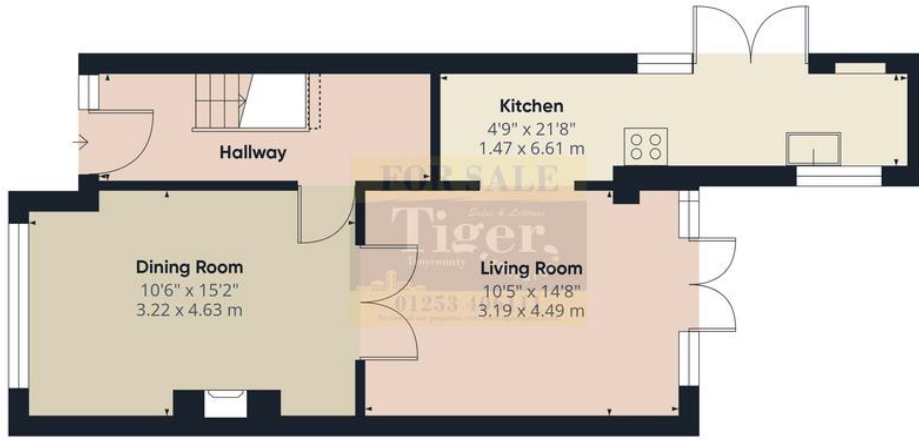 Kitchen
4'9" x 21'8"
1.47 x 6.61 m
Hallway
FOR SALE
Sales & Lettings
Tiger
Dining Room
10'6" x 15'2"
3.22 x 4.63 m
Living Room
10'5" x 14'8"
3.19 x 4.49 m
01253